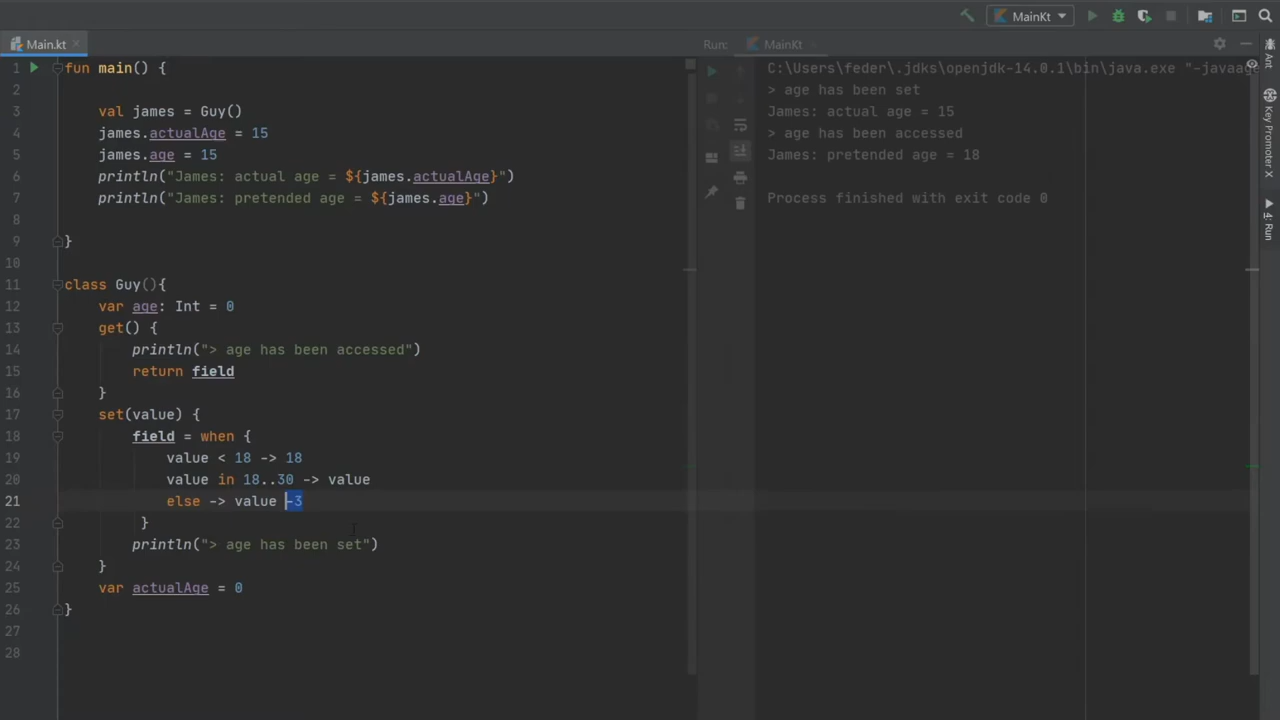 MainKt
Main.kt
Run: MainKt
1 fun main() {
2
3 val james = Guy()
4 james.actualAge = 15
5 james.age = 15
6 println("James: actual age = ${james.actualAge}")
7 println("James: pretended age = ${james.age}")
8
9 }
10
11 class Guy(){
12 var age: Int = 0
13 get() {
14 println("> age has been accessed")
15 return field
16 }
17 set(value) {
18 field = when {
19 value < 18 -> 18
20 value in 18..30 -> value
21 else -> value -3
22 }
23 println("> age has been set")
24 }
25 var actualAge = 0
26 }
27
28
C:\Users\feder\.jdks\openjdk-14.0.1\bin\java.exe "-javaage
> age has been set
James: actual age = 15
> age has been accessed
James: pretended age = 18
Process finished with exit code 0
Ant
Key Promoter X
4: Run